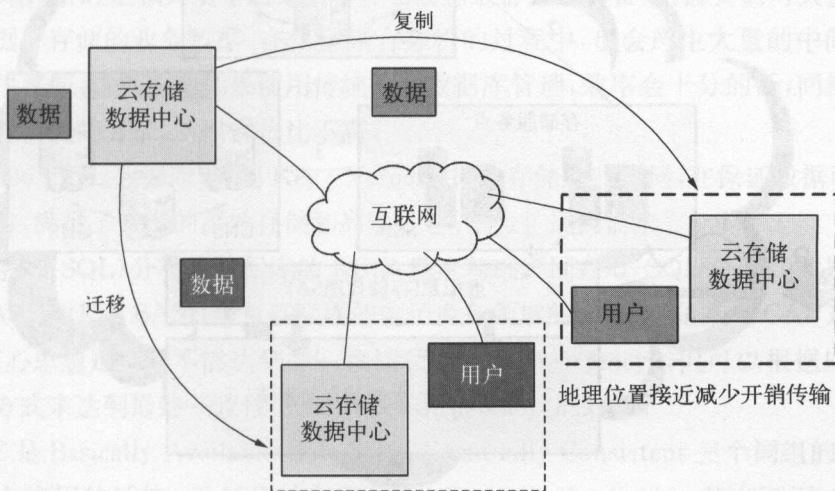 复制
云存储
数据中心
数据
数据
互联网
云存储
数据中心
用户
地理位置接近减少开销传输
数据
迁移
用户
云存储
数据中心